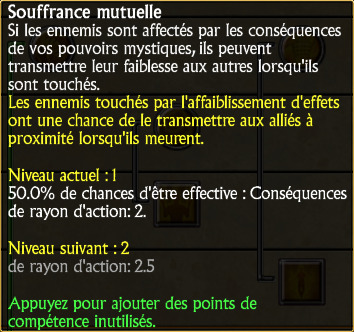 Souffrance mutuelle
Si les ennemis sont affectés par les conséquences
de vos pouvoirs mystiques, ils peuvent
transmettre leur faiblesse aux autres lorsqu'ils
sont touchés.
Les ennemis touchés par l'affaiblissement d'effets
ont une chance de le transmettre aux alliés à
proximité lorsqu'ils meurent.
Niveau actuel : 1
50.0% de chances d'être effective : Conséquences
de rayon d'action: 2.
Niveau suivant : 2
de rayon d'action: 2.5
Appuyez pour ajouter des points de
compétence inutilisés.